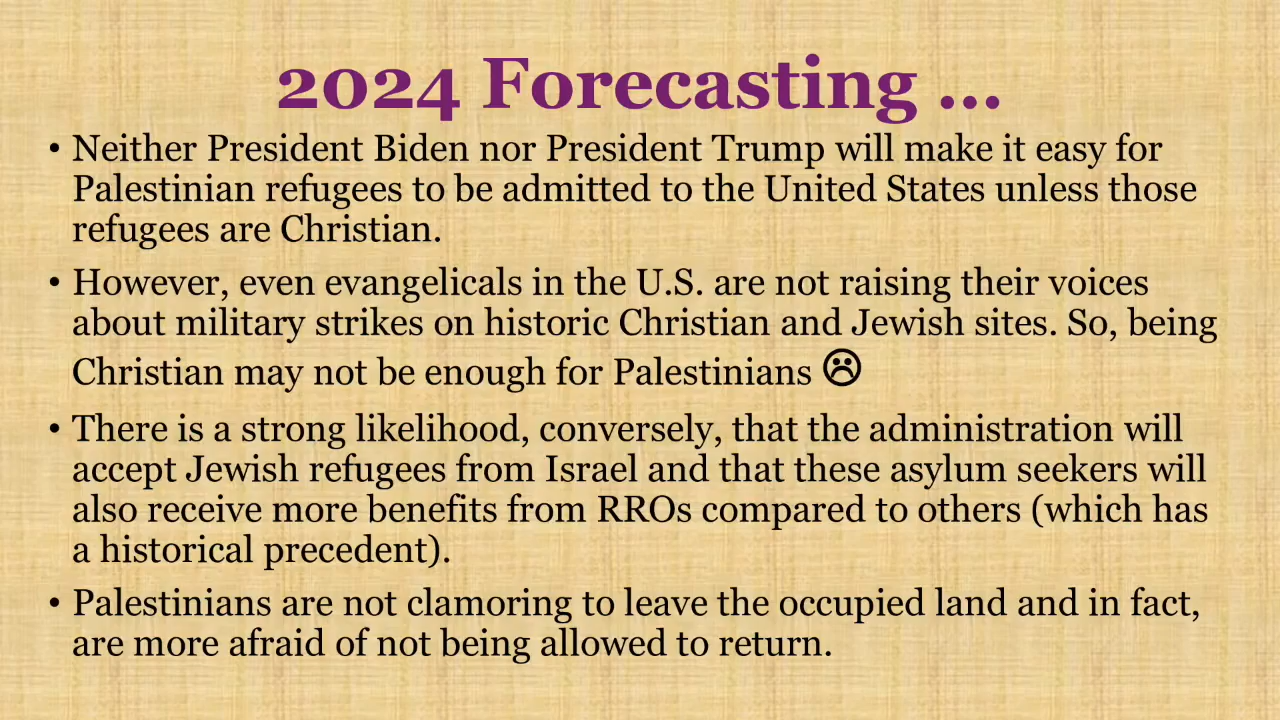 2024 Forecasting ...
• Neither President Biden nor President Trump will make it easy for
Palestinian refugees to be admitted to the United States unless those
refugees are Christian.
• However, even evangelicals in the U.S. are not raising their voices
about military strikes on historic Christian and Jewish sites. So, being
Christian may not be enough for Palestinians ☹
• There is a strong likelihood, conversely, that the administration will
accept Jewish refugees from Israel and that these asylum seekers will
also receive more benefits from RROs compared to others (which has
a historical precedent).
• Palestinians are not clamoring to leave the occupied land and in fact,
are more afraid of not being allowed to return.